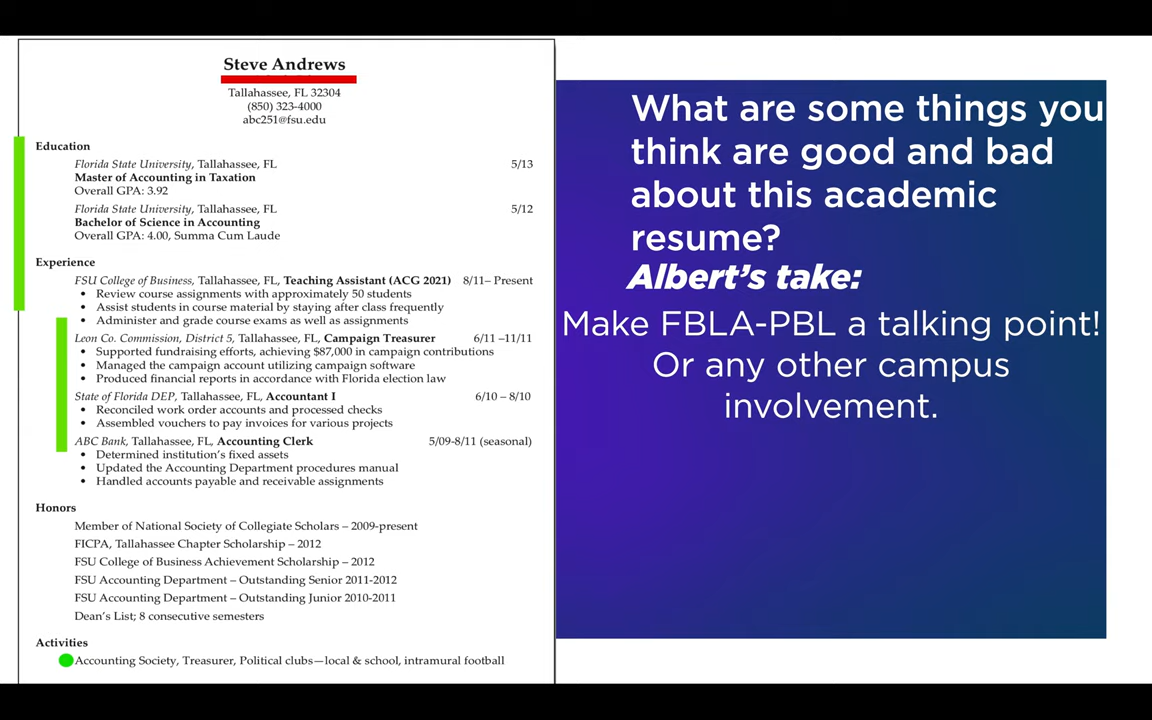 Steve Andrews
Tallahassee, FL 32304
(850) 323-4000
abc251@fsu.edu
Education
Florida State University, Tallahassee, FL 5/13
Master of Accounting in Taxation
Overall GPA: 3.92
Florida State University, Tallahassee, FL 5/12
Bachelor of Science in Accounting
Overall GPA: 4.00, Summa Cum Laude
Experience
FSU College of Business, Tallahassee, FL, Teaching Assistant (ACG 2021) 8/11– Present
• Review course assignments with approximately 50 students
• Assist students in course material by staying after class frequently
• Administer and grade course exams as well as assignments
Leon Co. Commission, District 5, Tallahassee, FL, Campaign Treasurer 6/11 –11/11
• Supported fundraising efforts, achieving $87,000 in campaign contributions
• Managed the campaign account utilizing campaign software
• Produced financial reports in accordance with Florida election law
State of Florida DEP, Tallahassee, FL, Accountant I 6/10 – 8/10
• Reconciled work order accounts and processed checks
• Assembled vouchers to pay invoices for various projects
ABC Bank, Tallahassee, FL, Accounting Clerk 5/09-8/11 (seasonal)
• Determined institution's fixed assets
• Updated the Accounting Department procedures manual
• Handled accounts payable and receivable assignments
Honors
Member of National Society of Collegiate Scholars – 2009-present
FICPA, Tallahassee Chapter Scholarship – 2012
FSU College of Business Achievement Scholarship – 2012
FSU Accounting Department – Outstanding Senior 2011-2012
FSU Accounting Department – Outstanding Junior 2010-2011
Dean's List; 8 consecutive semesters
Activities
Accounting Society, Treasurer, Political clubs—local & school, intramural football
What are some things you
think are good and bad
about this academic
resume?
Albert's take:
Make FBLA-PBL a talking point!
Or any other campus
involvement.